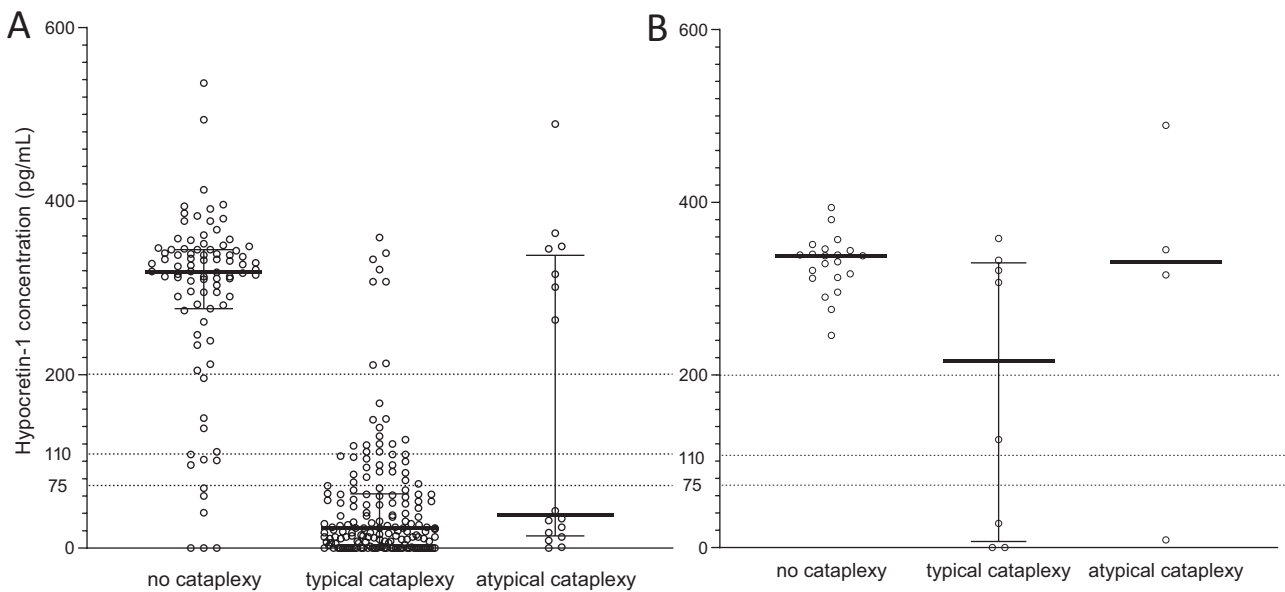 A
B
Hypocretin-1 concentration (pg/mL)
600
400
200
110
75
0
no cataplexy
typical cataplexy
atypical cataplexy
600
400
200
110
75
0
no cataplexy
typical cataplexy
atypical cataplexy